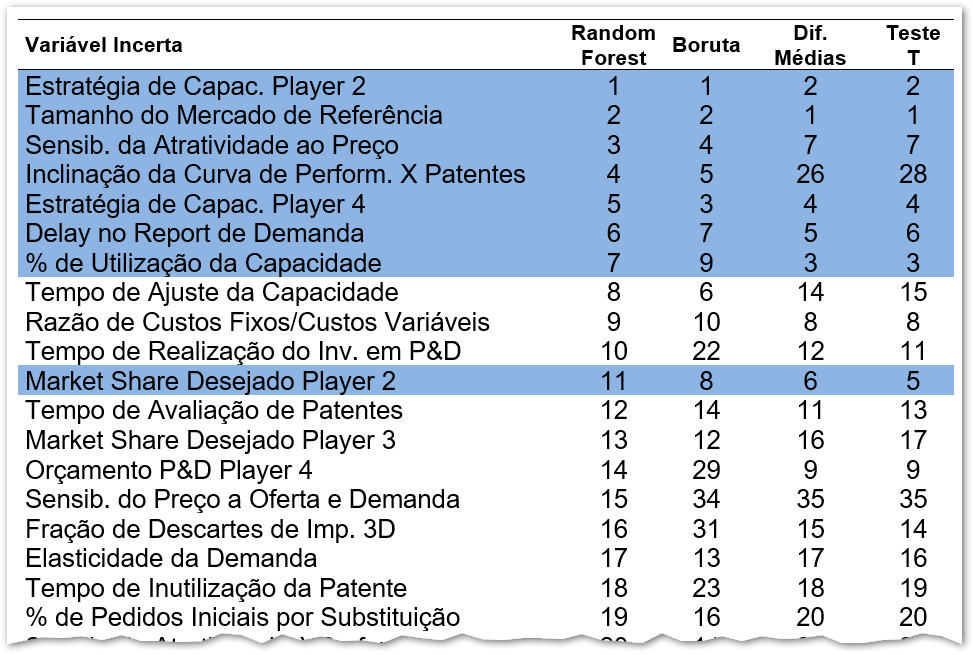 Variável Incerta Random Forest Boruta Dif. Médias Teste T
Estratégia de Capac. Player 2 1 1 2 2
Tamanho do Mercado de Referência 2 2 1 1
Sensib. da Atratividade ao Preço 3 4 7 7
Inclinação da Curva de Perform. X Patentes 4 5 26 28
Estratégia de Capac. Player 4 5 3 4 4
Delay no Report de Demanda 6 7 5 6
% de Utilização da Capacidade 7 9 3 3
Tempo de Ajuste da Capacidade 8 6 14 15
Razão de Custos Fixos/Custos Variáveis 9 10 8 8
Tempo de Realização do Inv. em P&D 10 22 12 11
Market Share Desejado Player 2 11 8 6 5
Tempo de Avaliação de Patentes 12 14 11 13
Market Share Desejado Player 3 13 12 16 17
Orçamento P&D Player 4 14 29 9 9
Sensib. do Preço a Oferta e Demanda 15 34 35 35
Fração de Descartes de Imp. 3D 16 31 15 14
Elasticidade da Demanda 17 13 17 16
Tempo de Inutilização da Patente 18 23 18 19
% de Pedidos Iniciais por Substituição 19 16 20 20